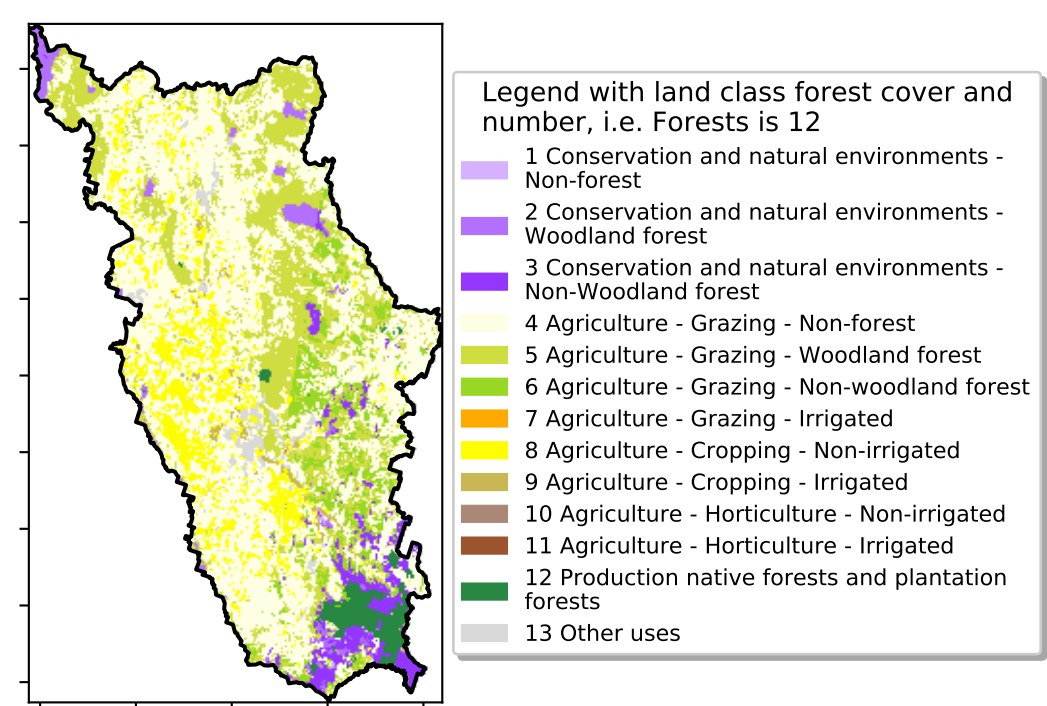 Legend with land class forest cover and
number, i.e. Forests is 12
1 Conservation and natural environments -
Non-forest
2 Conservation and natural environments -
Woodland forest
3 Conservation and natural environments -
Non-Woodland forest
4 Agriculture - Grazing - Non-forest
5 Agriculture - Grazing - Woodland forest
6 Agriculture - Grazing - Non-woodland forest
7 Agriculture - Grazing - Irrigated
8 Agriculture - Cropping - Non-irrigated
9 Agriculture - Cropping - Irrigated
10 Agriculture - Horticulture - Non-irrigated
11 Agriculture - Horticulture - Irrigated
12 Production native forests and plantation
forests
13 Other uses